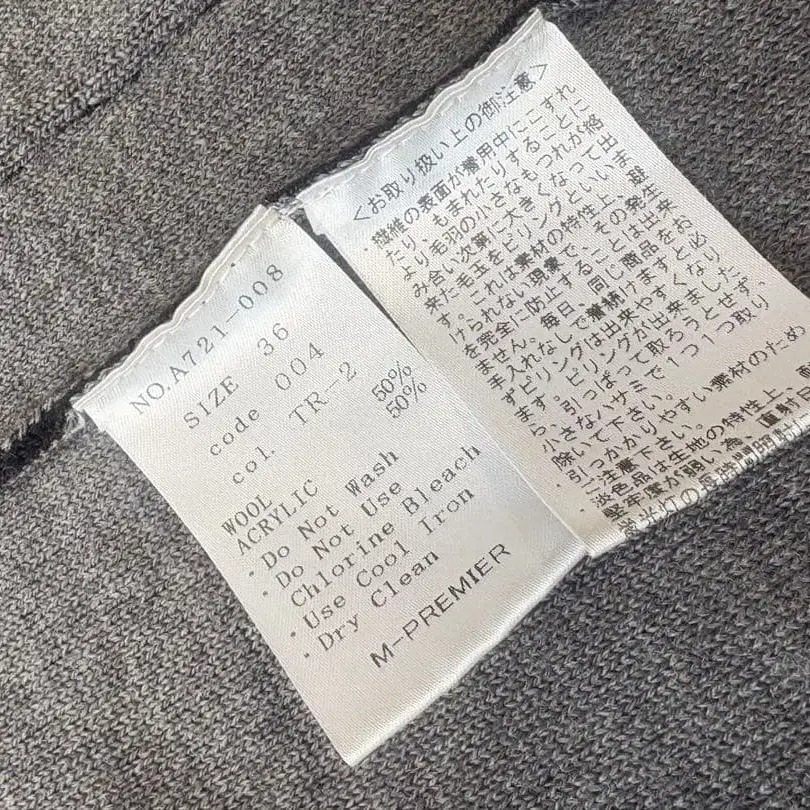 NO.A721-008
SIZE 36
code 004
col. TR-2
WOOL 50%
ACRYLIC 50%
・Do Not Wash
・Do Not Use
Chlorine Bleach
・Use Cool Iron
・Dry Clean
M-PREMIER
<お取り扱い上の御注意>
・繊維の表面が着用中にこすれ
たり、もまれたりすることに
より毛羽の小さなもつれが絡
み合い次第に大きくなって出
来た毛玉をピリングといいま
す。これは素材の特性上、避
けられない現象で、その発生
を完全に防止することは出来
ません。毎日、同じ商品をお
手入れなしで着続けますと必
ずピリングは出来やすくなり
ます。ピリングが出来ました
ら、引っぱって取ろうとせず、
小さなハサミで1つ1つ取り
除いて下さい。
・引っかかりやすい素材のため
ご注意下さい。
・淡色品は生地の特性上、
堅牢度が弱い為、直射